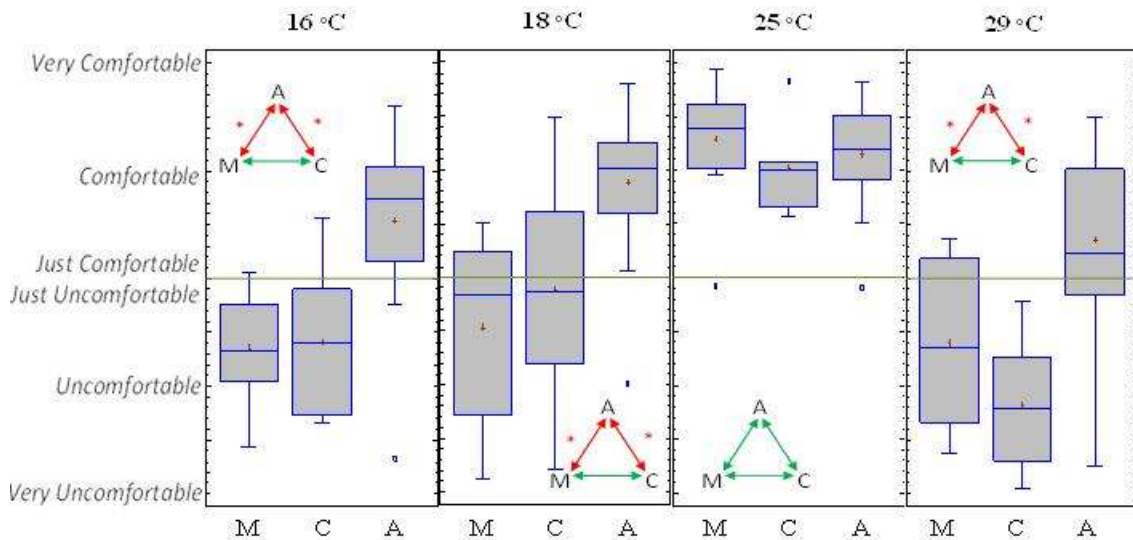 16 °C 18 °C 25 °C 29 °C
Very Comfortable
Comfortable
Just Comfortable
Just Uncomfortable
Uncomfortable
Very Uncomfortable
A
* *
M C
A
* *
M C
A
M C
A
* *
M C
M C A M C A M C A M C A